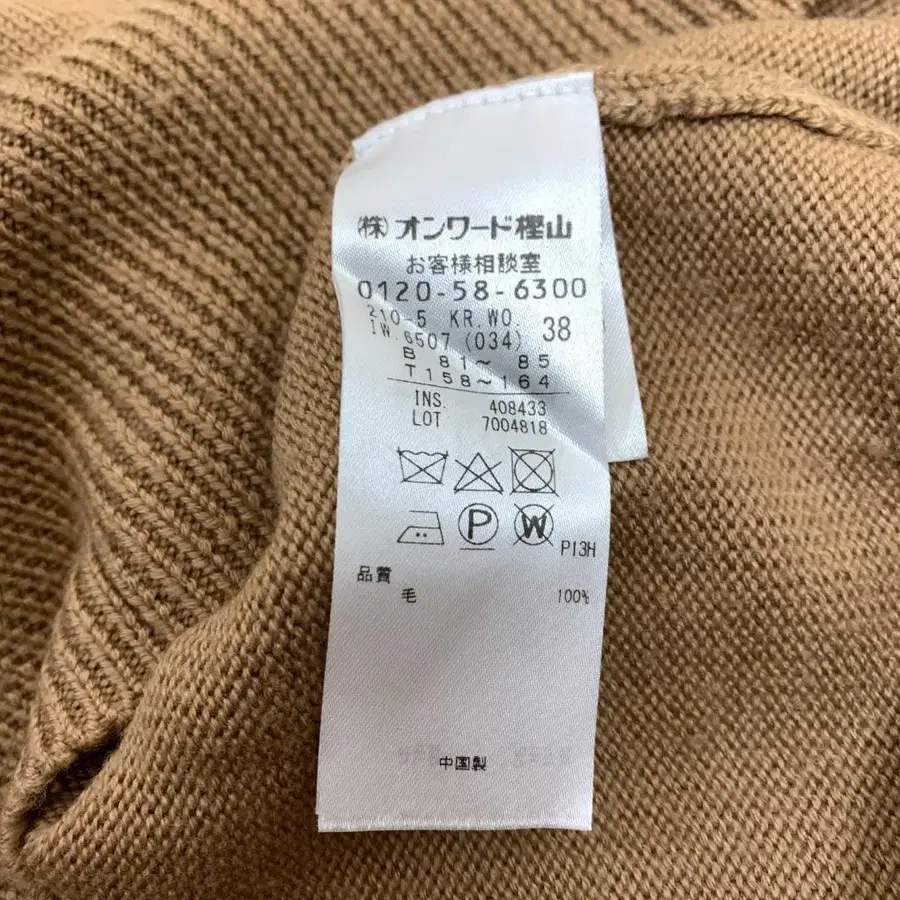 ㈱オンワード樫山
お客様相談室
0120-58-6300
210-5 KR.WO. 38
IW.6507 (034)
B 81～ 85
T158～164
INS. 408433
LOT 7004818
P W
P13H
品質
毛 100%
中国製